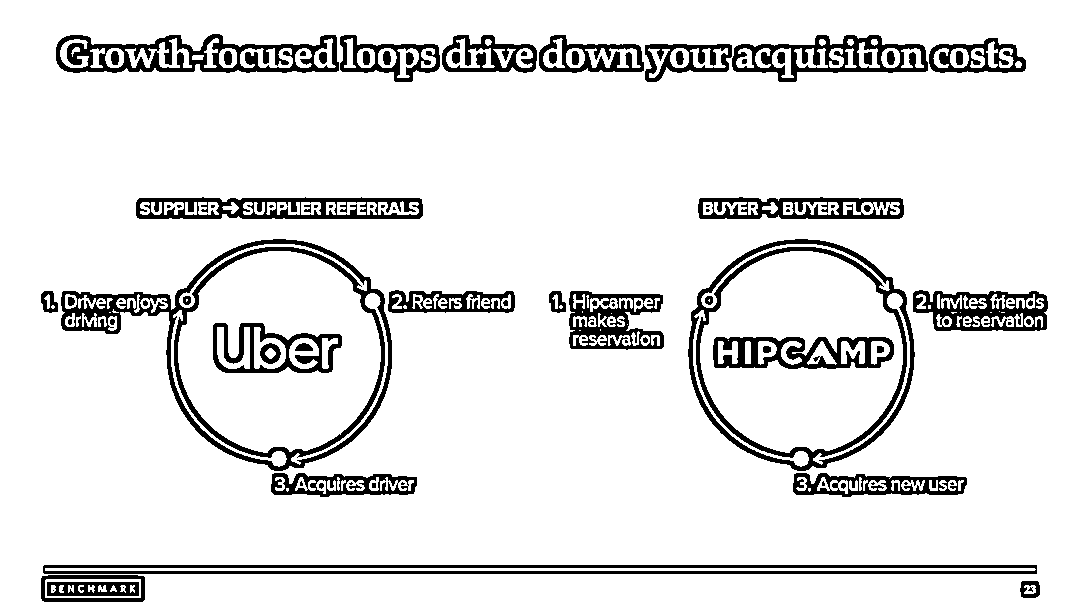 Growth-focused loops drive down your acquisition costs.
SUPPLIER → SUPPLIER REFERRALS
1. Driver enjoys
driving
2. Refers friend
Uber
3. Acquires driver
BUYER → BUYER FLOWS
1. Hipcamper
makes
reservation
2. Invites friends
to reservation
HIPCAMP
3. Acquires new user
BENCHMARK
23